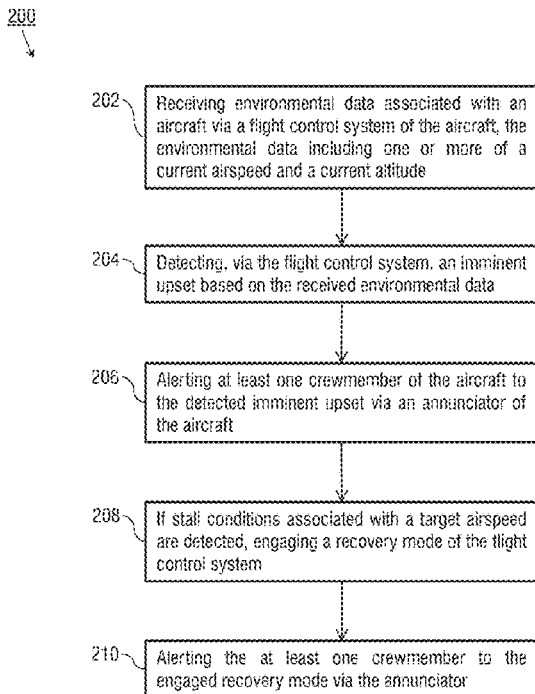 200
202
Receiving environmental data associated with an
aircraft via a flight control system of the aircraft, the
environmental data including one or more of a
current airspeed and a current altitude
204
Detecting, via the flight control system, an imminent
upset based on the received environmental data
206
Alerting at least one crewmember of the aircraft to
the detected imminent upset via an annunciator of
the aircraft
208
If stall conditions associated with a target airspeed
are detected, engaging a recovery mode of the flight
control system
210
Alerting the at least one crewmember to the
engaged recovery mode via the annunciator